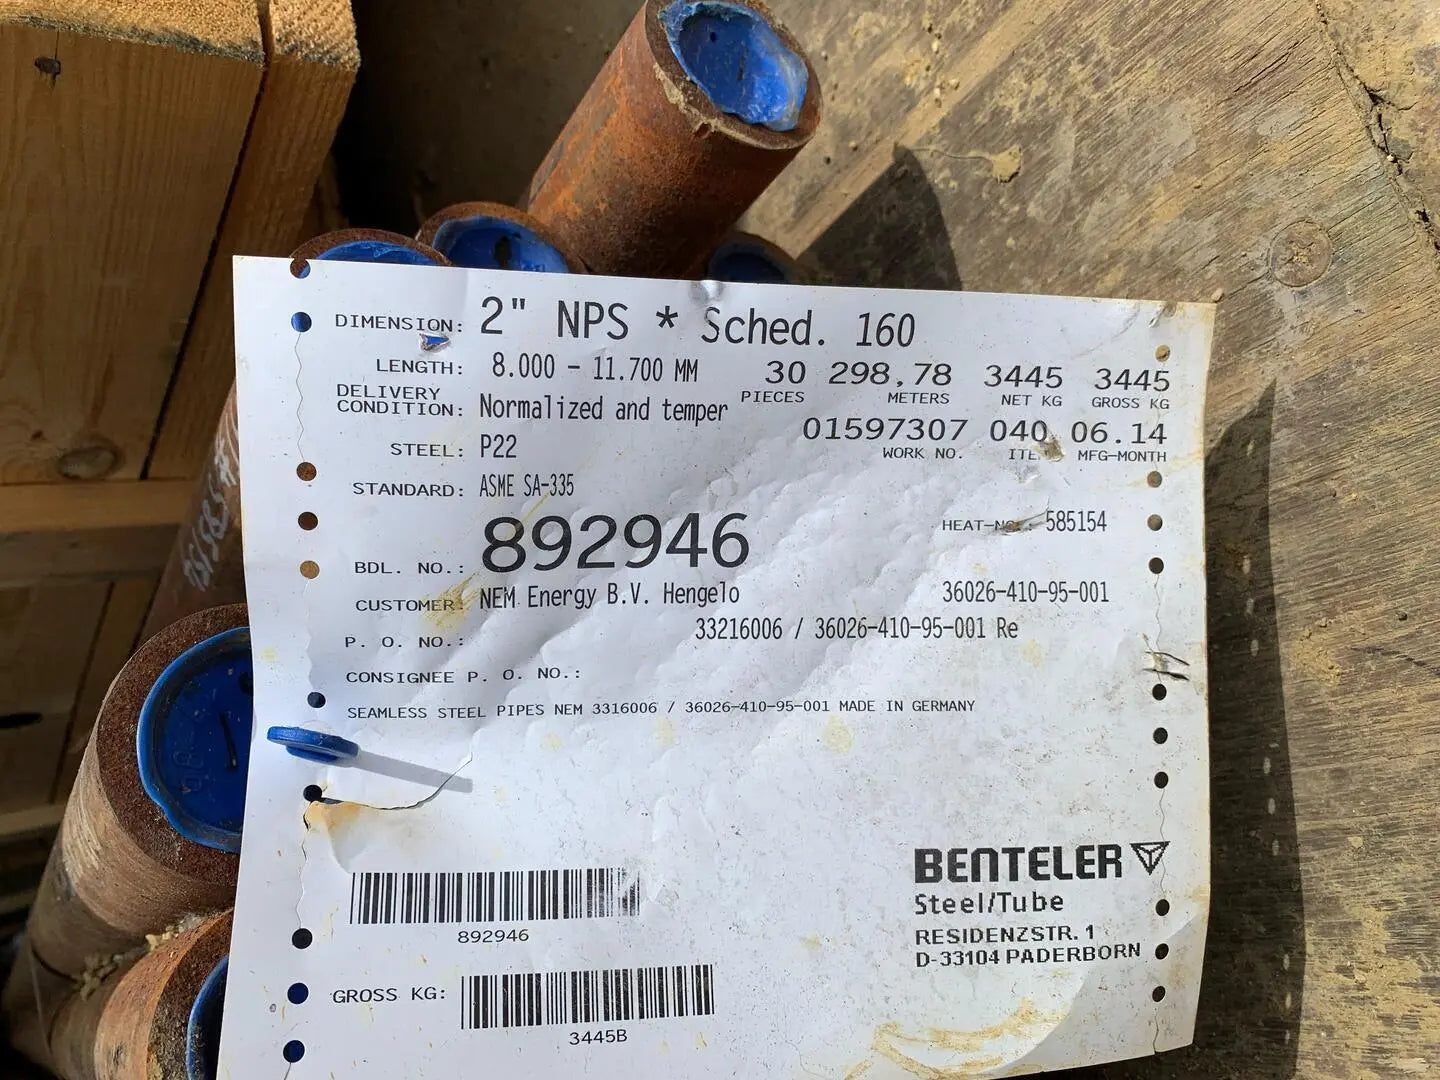 DIMENSION: 2" NPS * Sched. 160
LENGTH: 8.000 - 11.700 MM
30 298,78 3445 3445
PIECES METERS NET KG GROSS KG
DELIVERY
CONDITION: Normalized and temper
01597307 040 06.14
WORK NO. MFG-MONTH
STEEL: P22
STANDARD: ASME SA-335
BDL. NO.: 892946
585154
CUSTOMER: NEM Energy B.V. Hengelo 36026-410-95-001
P. O. NO.: 33216006 / 36026-410-95-001 Re
CONSIGNEE P. O. NO.:
SEAMLESS STEEL PIPES NEM 3316006 / 36026-410-95-001 MADE IN GERMANY
892946
GROSS KG:
3445B
BENTELER
Steel/Tube
RESIDENZSTR. 1
D-33104 PADERBORN